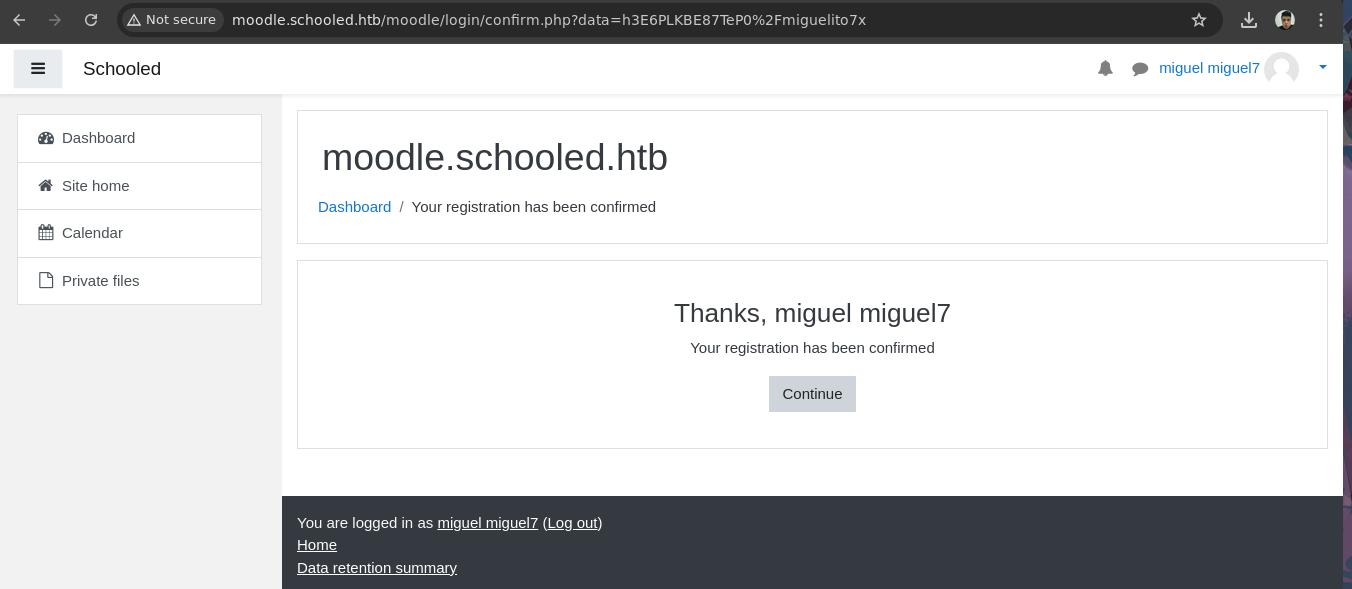 Not secure moodle.schooled.htb/moodle/login/confirm.php?data=h3E6PLKBE87TeP0%2Fmiguelito7x
Schooled miguel miguel7
Dashboard
Site home
Calendar
Private files
moodle.schooled.htb
Dashboard / Your registration has been confirmed
Thanks, miguel miguel7
Your registration has been confirmed
Continue
You are logged in as miguel miguel7 (Log out)
Home
Data retention summary